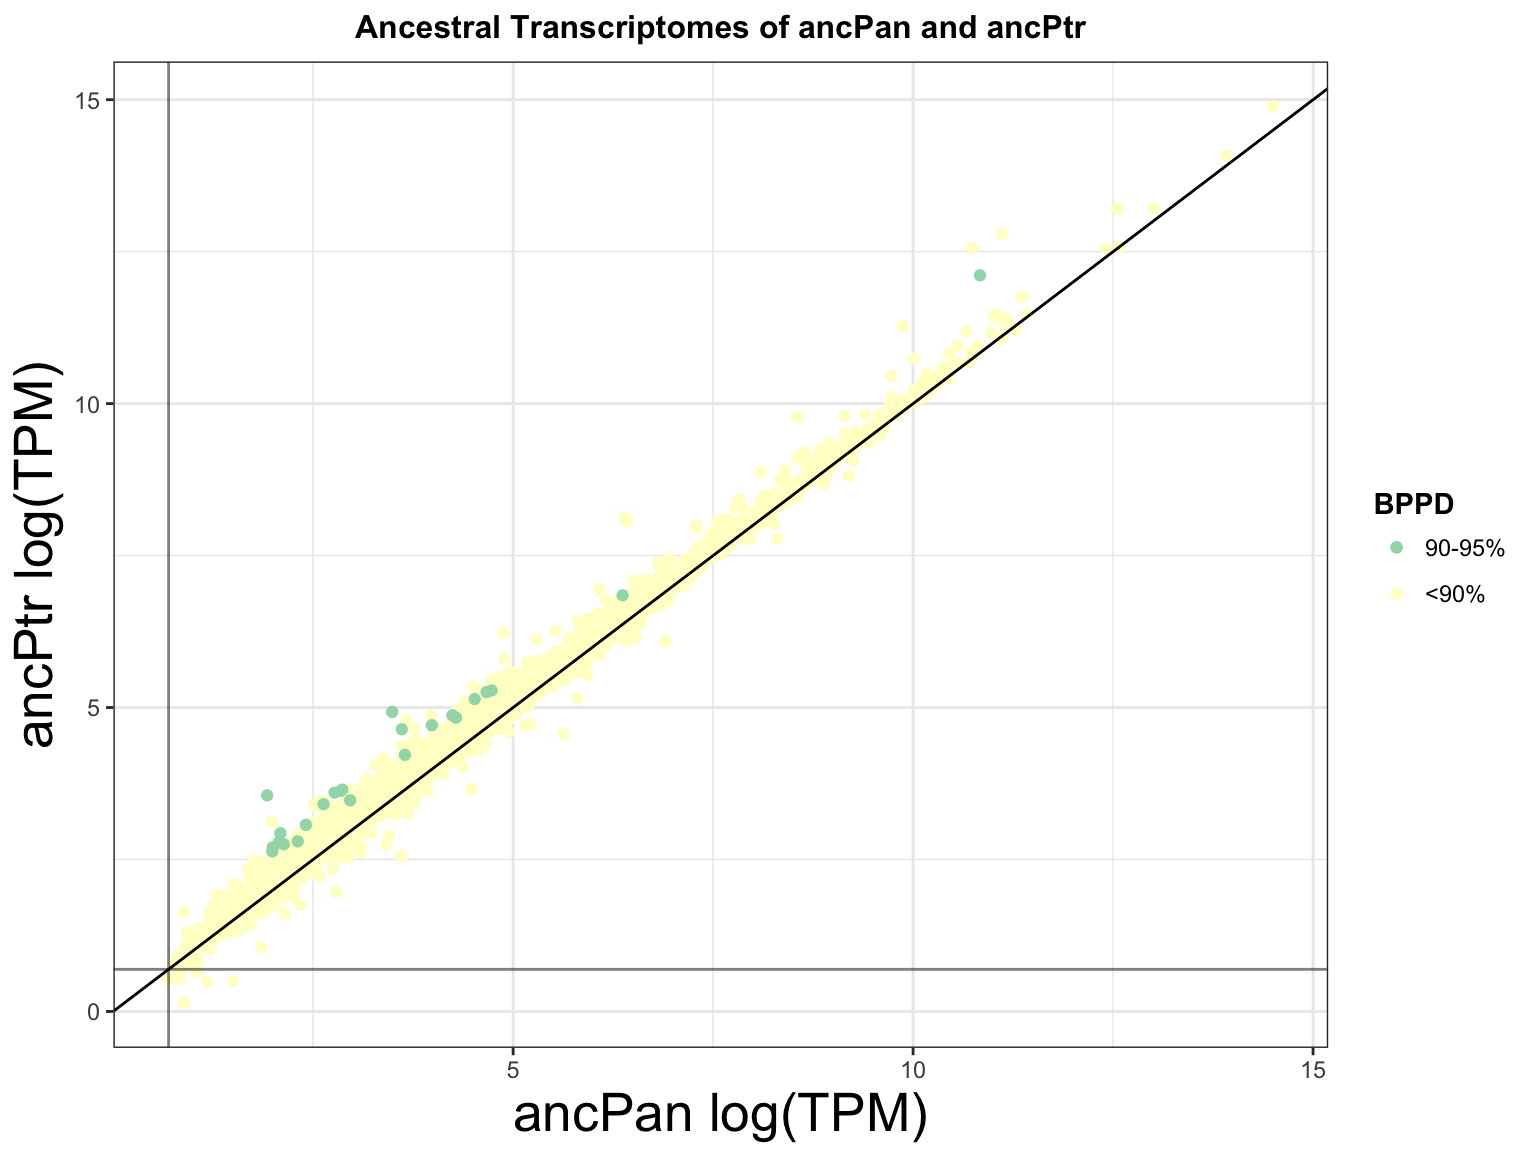 Ancestral Transcriptomes of ancPan and ancPtr
15
10
5
0
ancPtr log(TPM)
5
10
15
ancPan log(TPM)
BPPD
90-95%
<90%